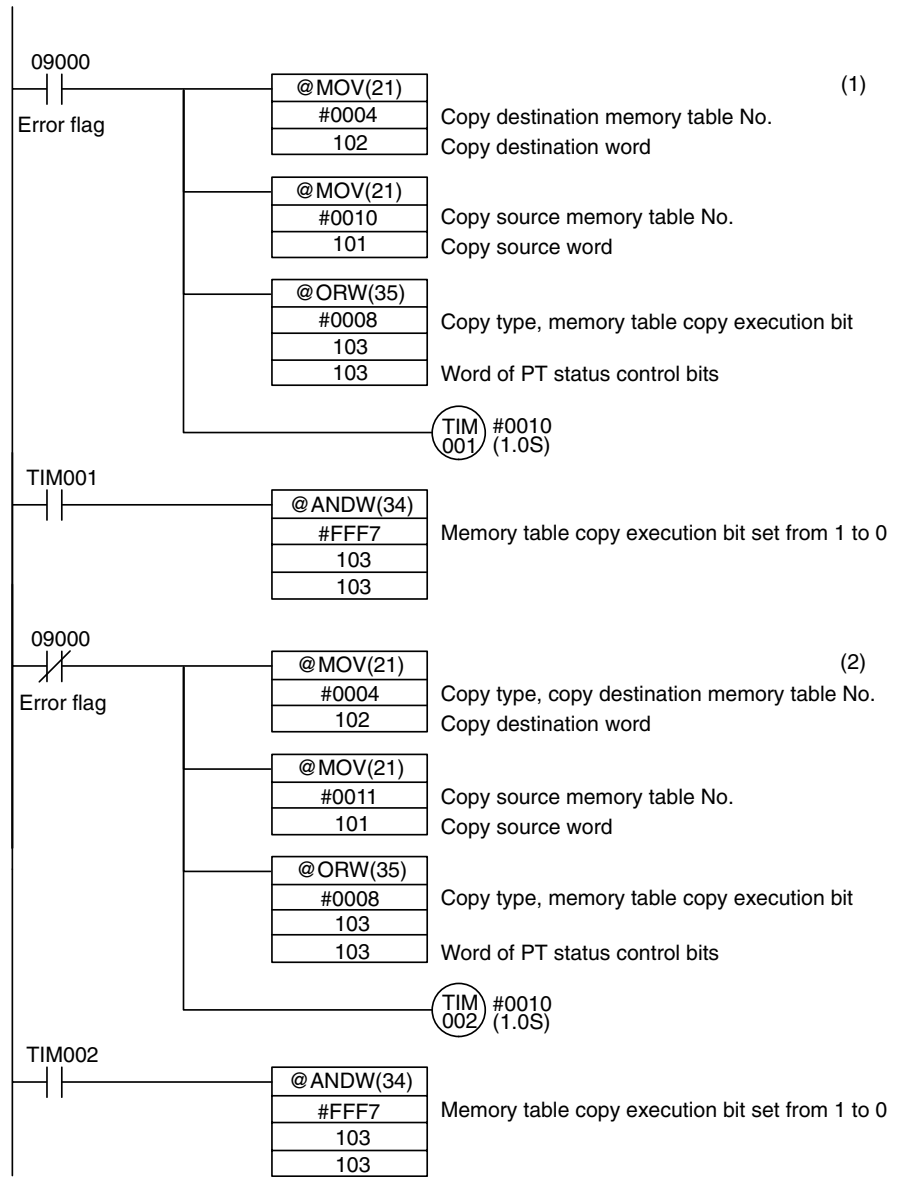 09000
Error flag
@MOV(21) (1)
#0004 Copy destination memory table No.
102 Copy destination word
@MOV(21)
#0010 Copy source memory table No.
101 Copy source word
@ORW(35)
#0008 Copy type, memory table copy execution bit
103
103 Word of PT status control bits
TIM #0010
001 (1.0S)
TIM001
@ANDW(34)
#FFF7 Memory table copy execution bit set from 1 to 0
103
103
09000
Error flag
@MOV(21) (2)
#0004 Copy type, copy destination memory table No.
102 Copy destination word
@MOV(21)
#0011 Copy source memory table No.
101 Copy source word
@ORW(35)
#0008 Copy type, memory table copy execution bit
103
103 Word of PT status control bits
TIM #0010
002 (1.0S)
TIM002
@ANDW(34)
#FFF7 Memory table copy execution bit set from 1 to 0
103
103